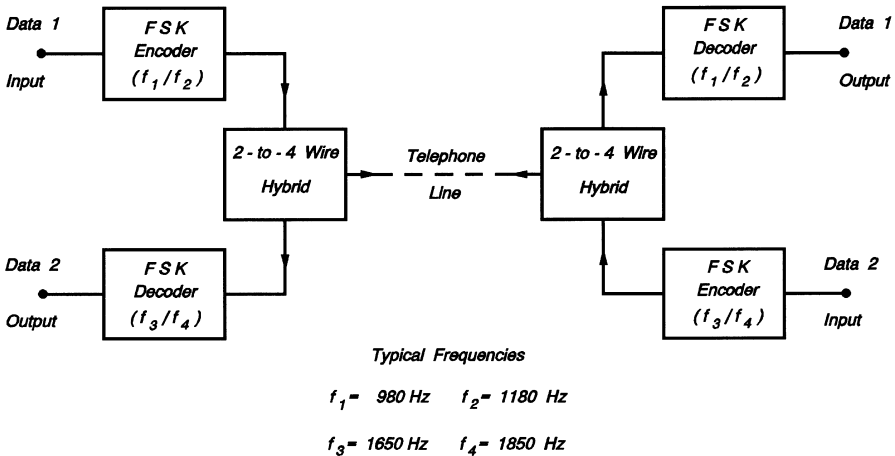 Data 1
Input
FSK
Encoder
(f1/f2)
2-to-4 Wire
Hybrid
Data 2
Output
FSK
Decoder
(f3/f4)
Telephone
Line
FSK
Decoder
(f1/f2)
Data 1
Output
2-to-4 Wire
Hybrid
FSK
Encoder
(f3/f4)
Data 2
Input
Typical Frequencies
f1= 980 Hz f2= 1180 Hz
f3= 1650 Hz f4= 1850 Hz